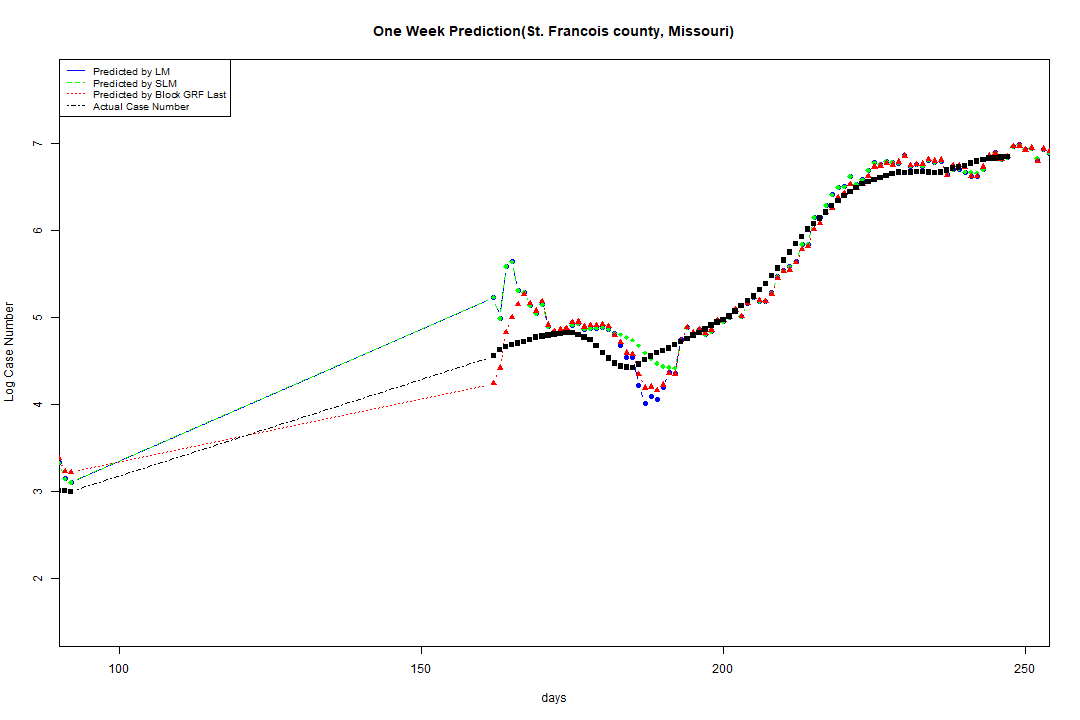 One Week Prediction(St. Francois county, Missouri)
Predicted by LM
Predicted by SLM
Predicted by Block GRF Last
Actual Case Number
Log Case Number
7
6
5
4
3
2
100 150 200 250
days